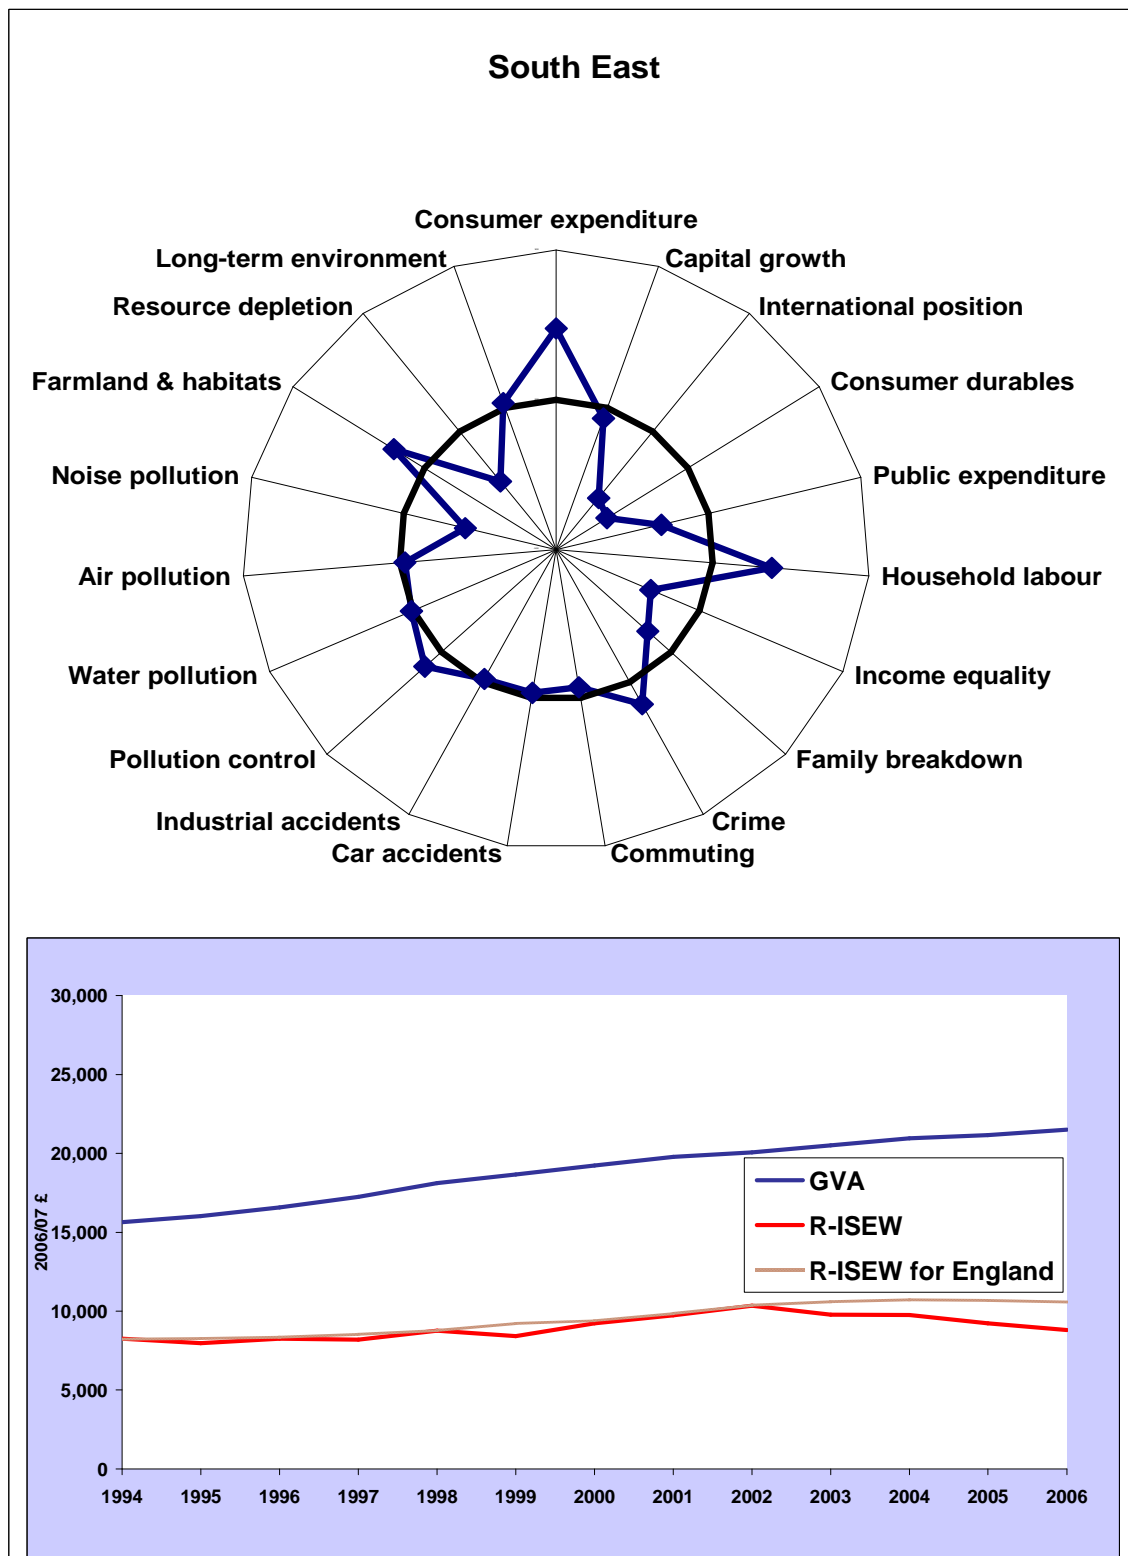 South East
Consumer expenditure
Long-term environment
Capital growth
Resource depletion
International position
Farmland & habitats
Consumer durables
Noise pollution
Public expenditure
Air pollution
Household labour
Water pollution
Income equality
Pollution control
Family breakdown
Industrial accidents
Crime
Car accidents
Commuting
30,000
25,000
20,000
15,000
10,000
5,000
0
2006/07 £
GVA
R-ISEW
R-ISEW for England
1994 1995 1996 1997 1998 1999 2000 2001 2002 2003 2004 2005 2006